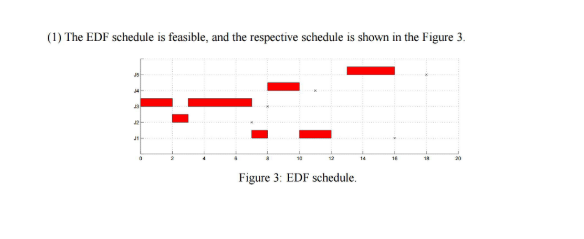 (1) The EDF schedule is feasible, and the respective schedule is shown in the Figure 3.
J5
J4
J3
J2
J1
0 2 4 6 8 10 12 14 16 18 20
Figure 3: EDF schedule.